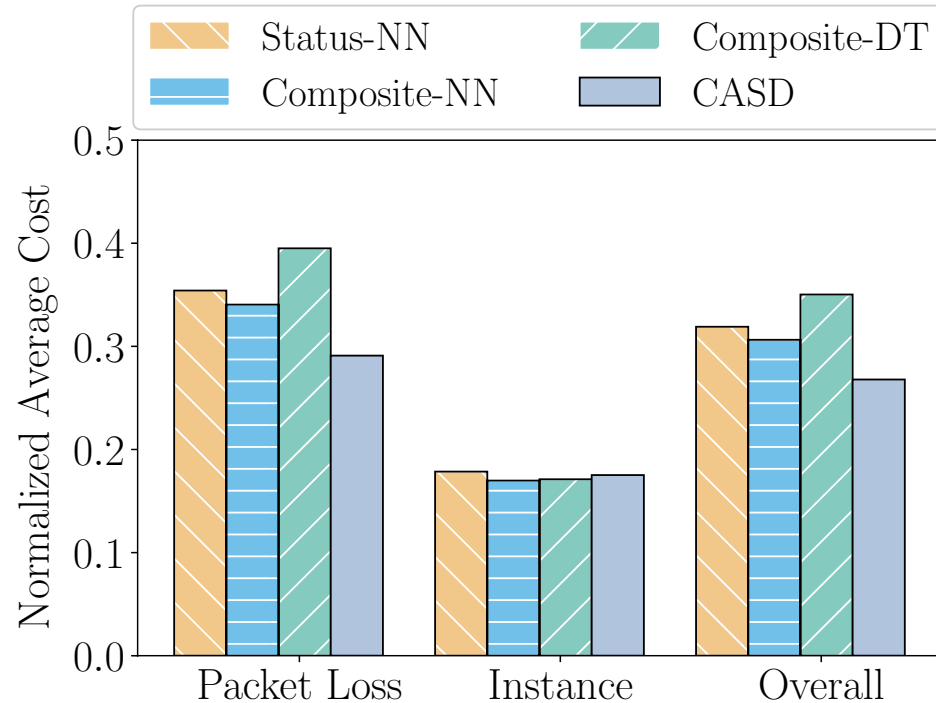 Status-NN
Composite-NN
Composite-DT
CASD
Normalized Average Cost
0.5
0.4
0.3
0.2
0.1
0.0
Packet Loss
Instance
Overall